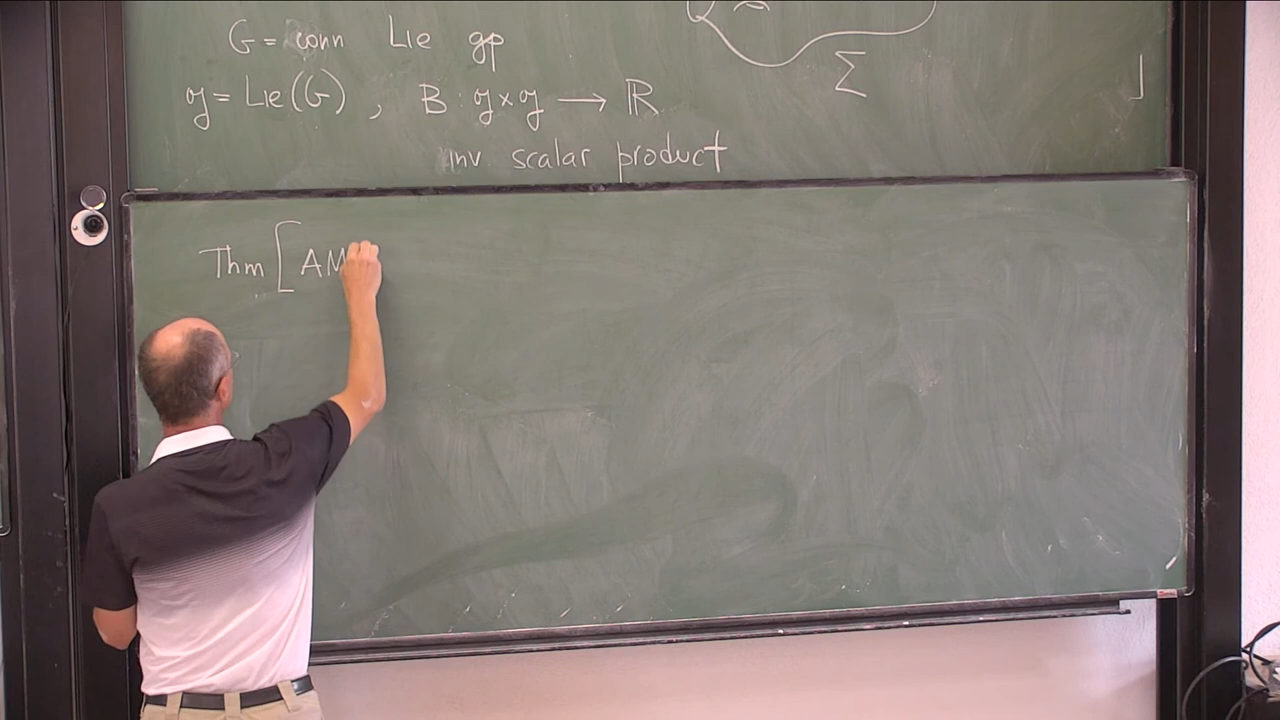 G = conn Lie gp
𝔤 = Lie(G), B : 𝔤 × 𝔤 ⟶ ℝ
inv. scalar product
Σ
Thm [AM